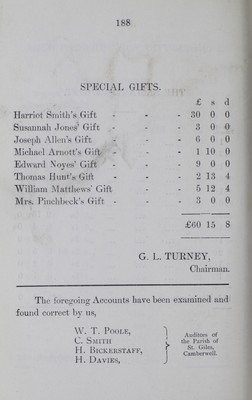 188
SPECIAL GIFTS.
£ s d
Harriot Smith's Gift - - - 30 0 0
Susannah Jones' Gift - - - 3 0 0
Joseph Allen's Gift - - - 6 0 0
Michael Arnott's Gift - - - 1 10 0
Edward Noyes' Gift - - - 9 0 0
Thomas Hunt's Gift - - - 2 13 4
William Matthews' Gift - - 5 12 4
Mrs. Pinchbeck's Gift - - - 3 0 0
£60 15 8
G. L. TURNEY,
Chairman.
The foregoing Accounts have been examined and
found correct by us,
W. T. POOLE,
C. SMITH
H. BICKERSTAFF,
H. DAVIES,
Auditors of
the Parish of
St. Giles,
Camberwell.